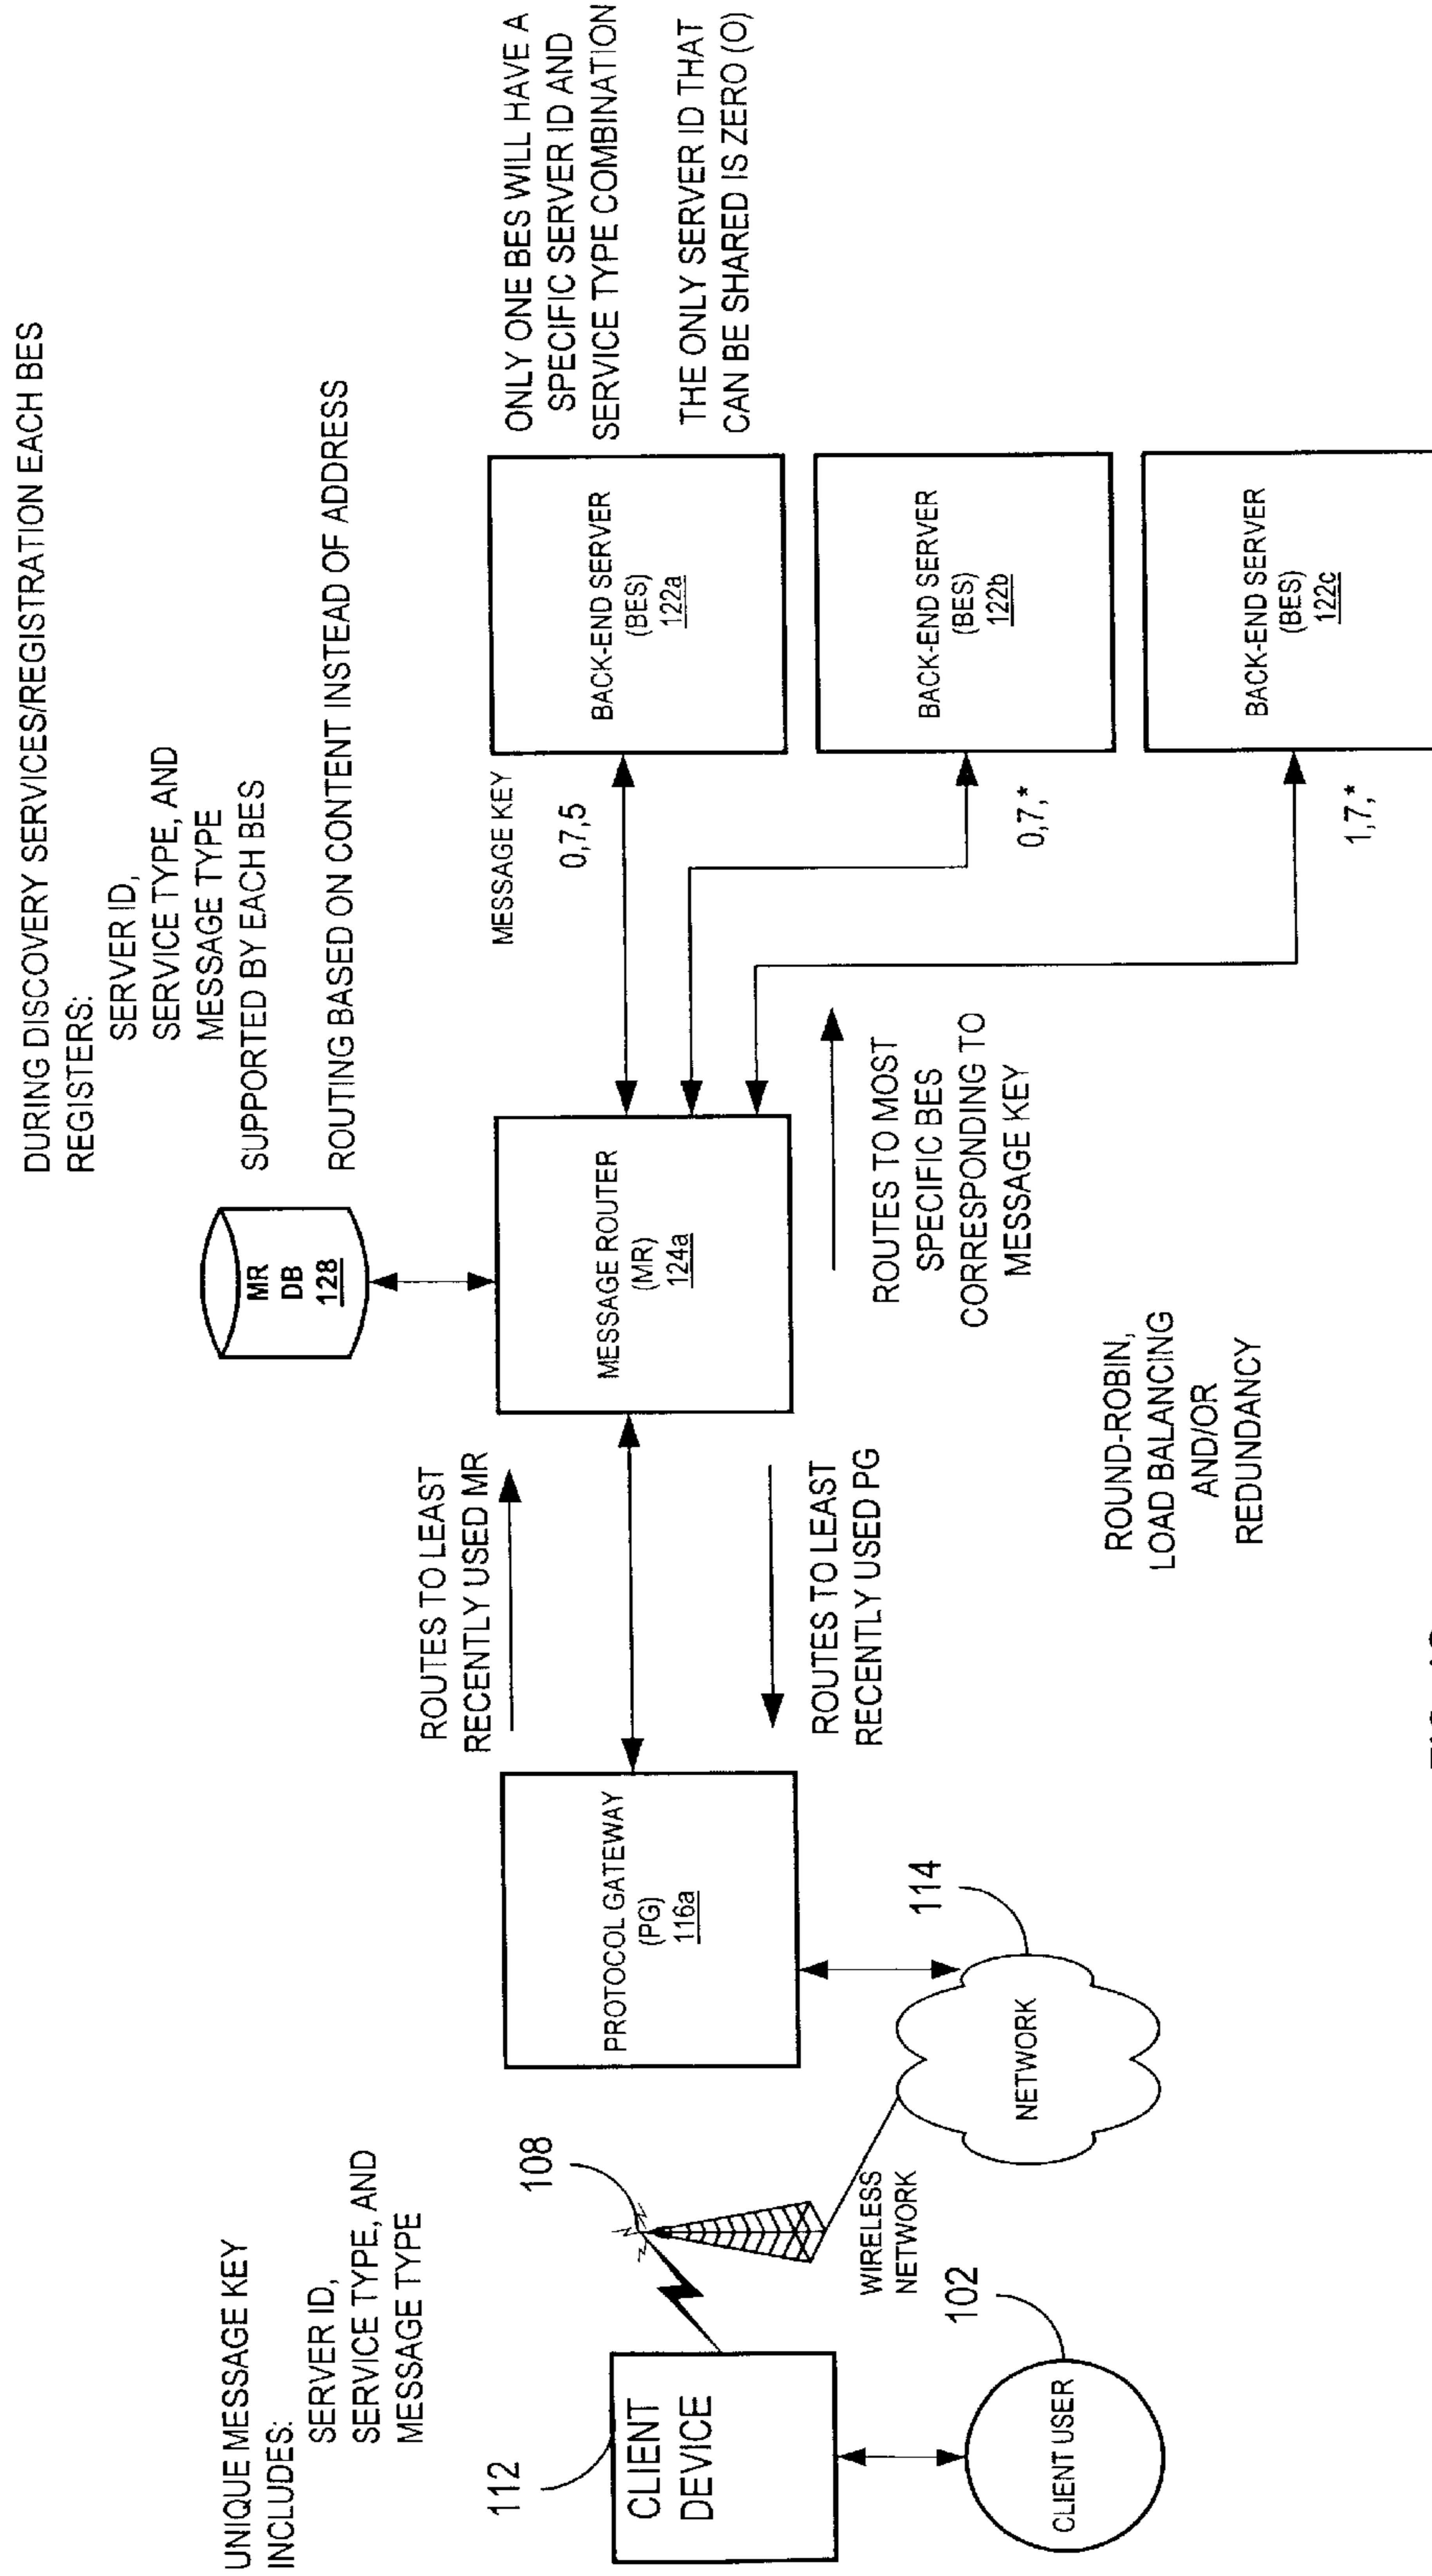 DURING DISCOVERY SERVICES/REGISTRATION EACH BES
REGISTERS:
SERVER ID,
SERVICE TYPE, AND
MESSAGE TYPE
SUPPORTED BY EACH BES
ROUTING BASED ON CONTENT INSTEAD OF ADDRESS
UNIQUE MESSAGE KEY
INCLUDES:
SERVER ID,
SERVICE TYPE, AND
MESSAGE TYPE
112
CLIENT
DEVICE
102
CLIENT USER
108
WIRELESS
NETWORK
114
NETWORK
PROTOCOL GATEWAY
(PG)
116a
ROUTES TO LEAST
RECENTLY USED MR
ROUTES TO LEAST
RECENTLY USED PG
MR
DB
128
MESSAGE ROUTER
(MR)
124a
ROUTES TO MOST
SPECIFIC BES
CORRESPONDING TO
MESSAGE KEY
ROUND-ROBIN,
LOAD BALANCING
AND/OR
REDUNDANCY
MESSAGE KEY
0,7,5
0,7,*
1,7,*
BACK-END SERVER
(BES)
122a
BACK-END SERVER
(BES)
122b
BACK-END SERVER
(BES)
122c
ONLY ONE BES WILL HAVE A
SPECIFIC SERVER ID AND
SERVICE TYPE COMBINATION
THE ONLY SERVER ID THAT
CAN BE SHARED IS ZERO (O)